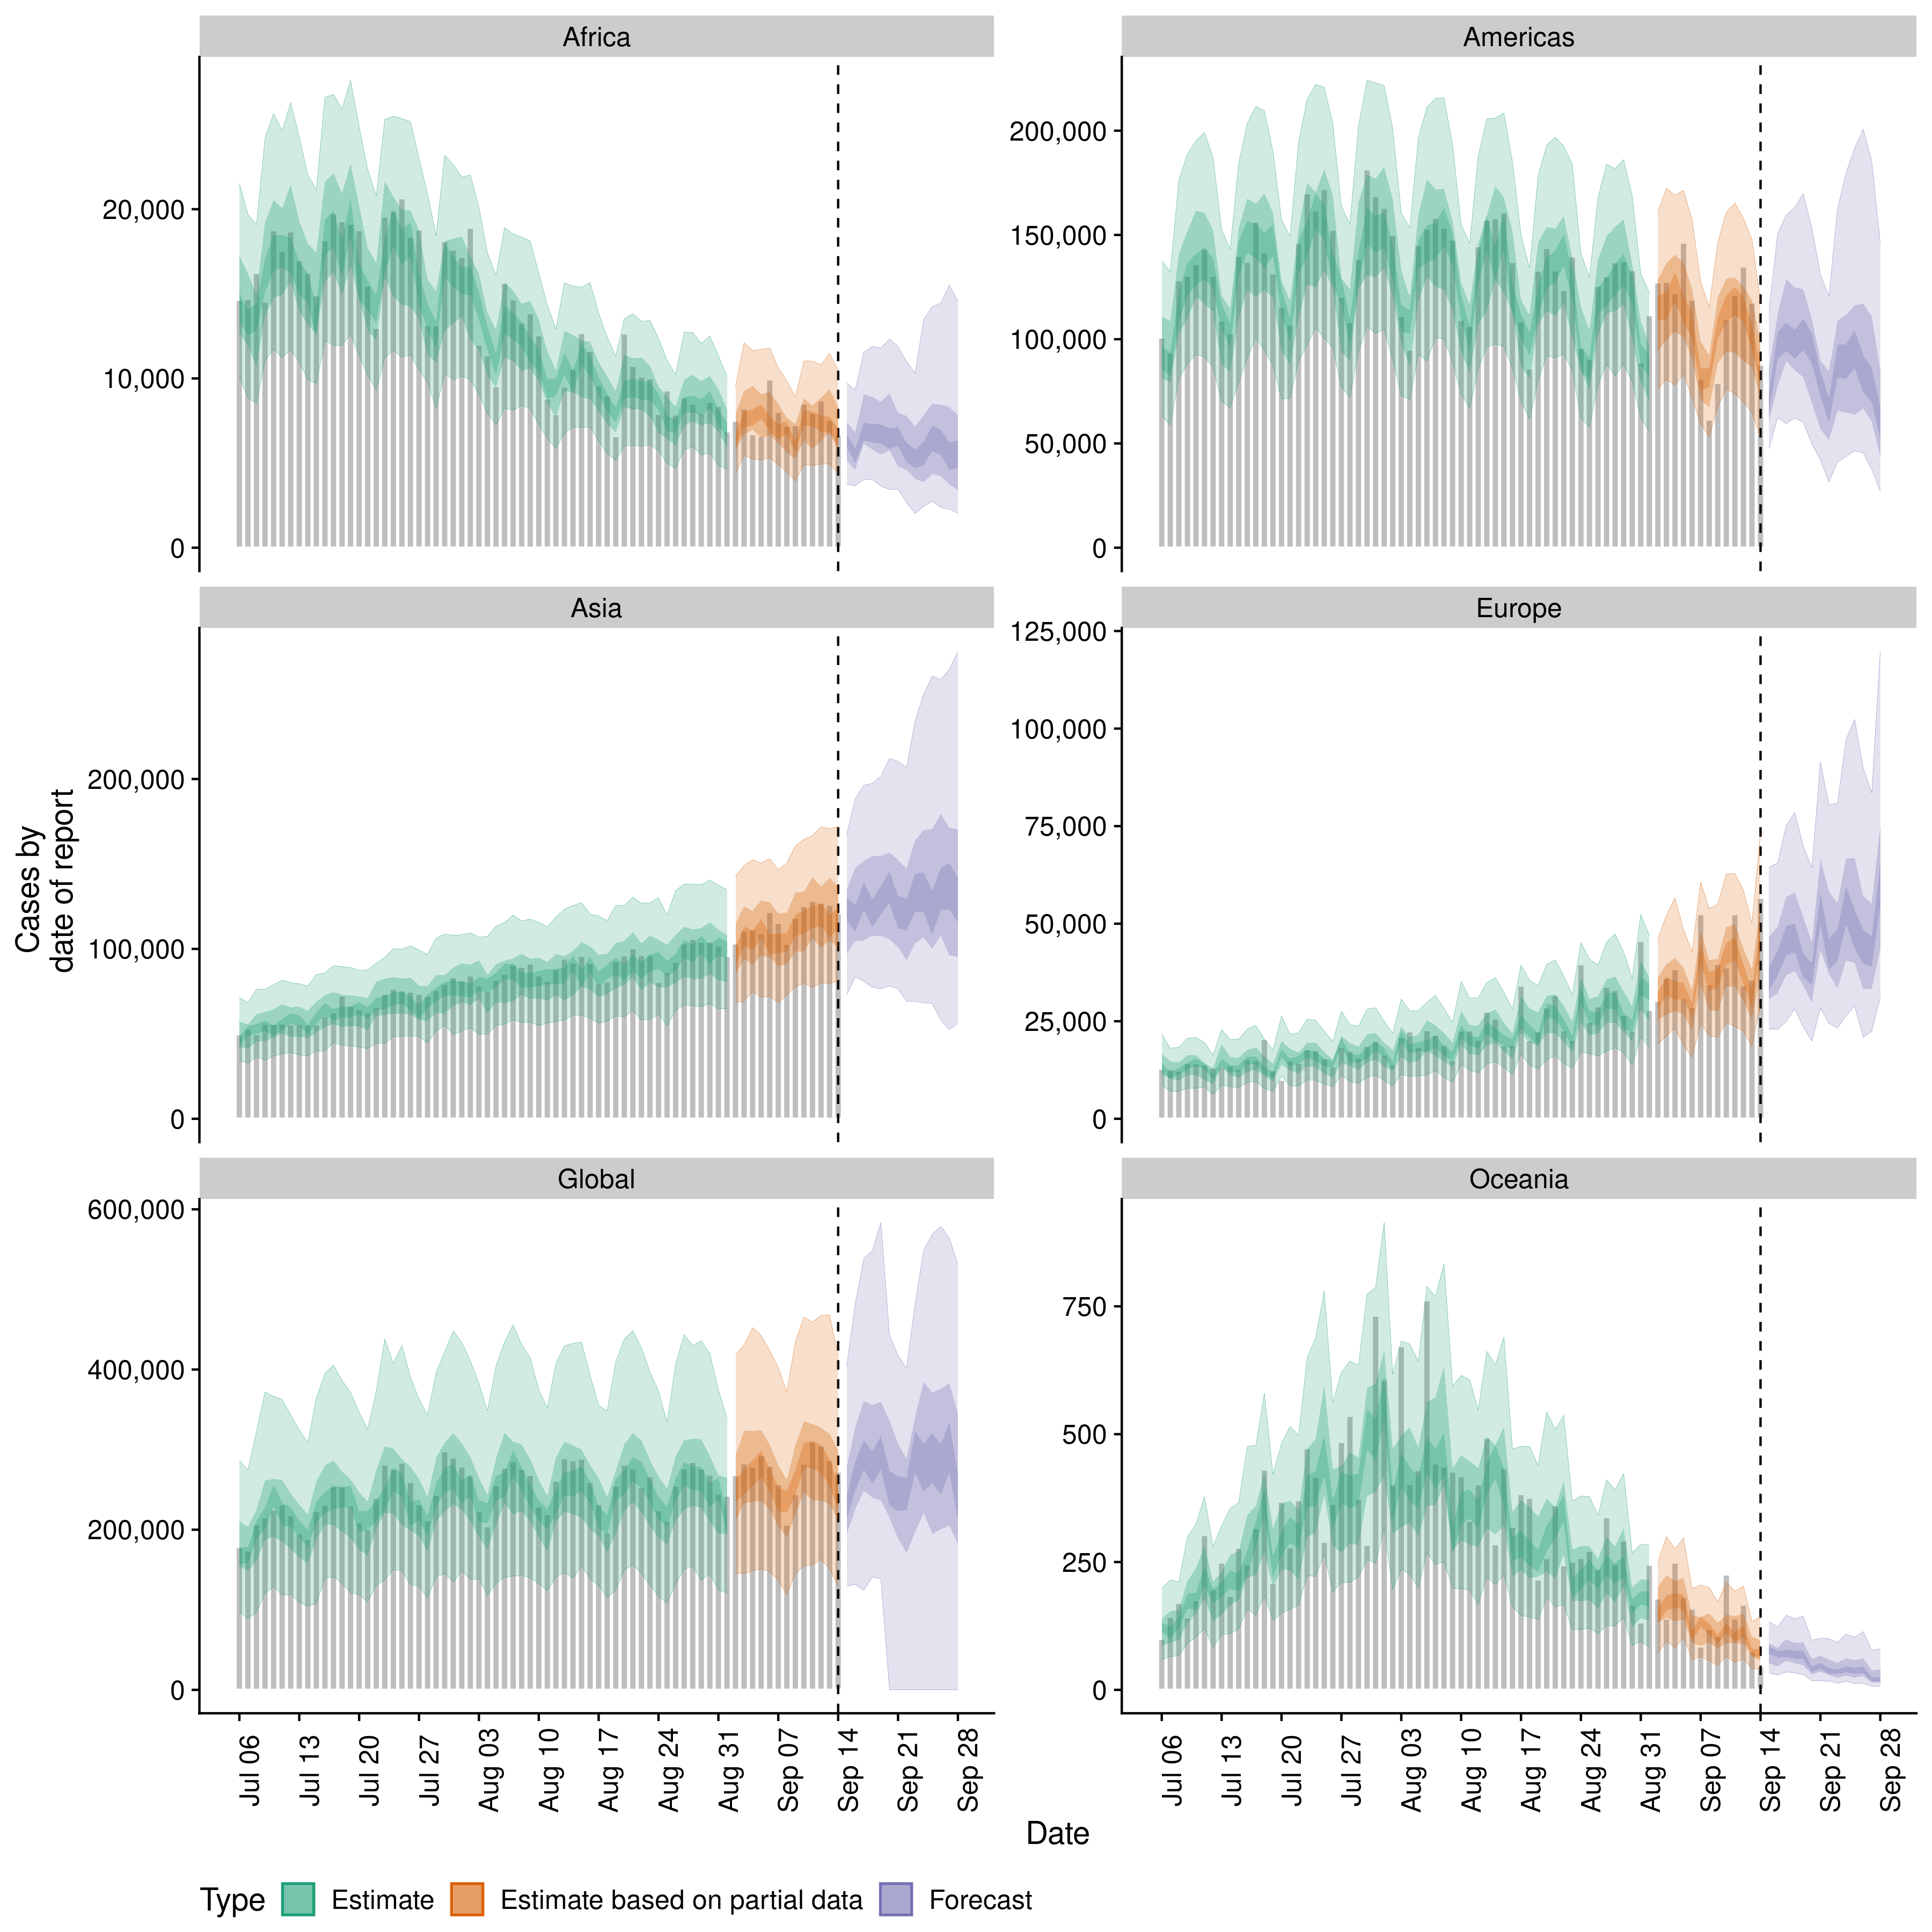 Africa
Americas
20,000
10,000
0
200,000
150,000
100,000
50,000
0
Asia
Europe
200,000
100,000
0
125,000
100,000
75,000
50,000
25,000
0
Cases by
date of report
Global
Oceania
600,000
400,000
200,000
0
750
500
250
0
Jul 06
Jul 13
Jul 20
Jul 27
Aug 03
Aug 10
Aug 17
Aug 24
Aug 31
Sep 07
Sep 14
Sep 21
Sep 28
Jul 06
Jul 13
Jul 20
Jul 27
Aug 03
Aug 10
Aug 17
Aug 24
Aug 31
Sep 07
Sep 14
Sep 21
Sep 28
Date
Type Estimate Estimate based on partial data Forecast